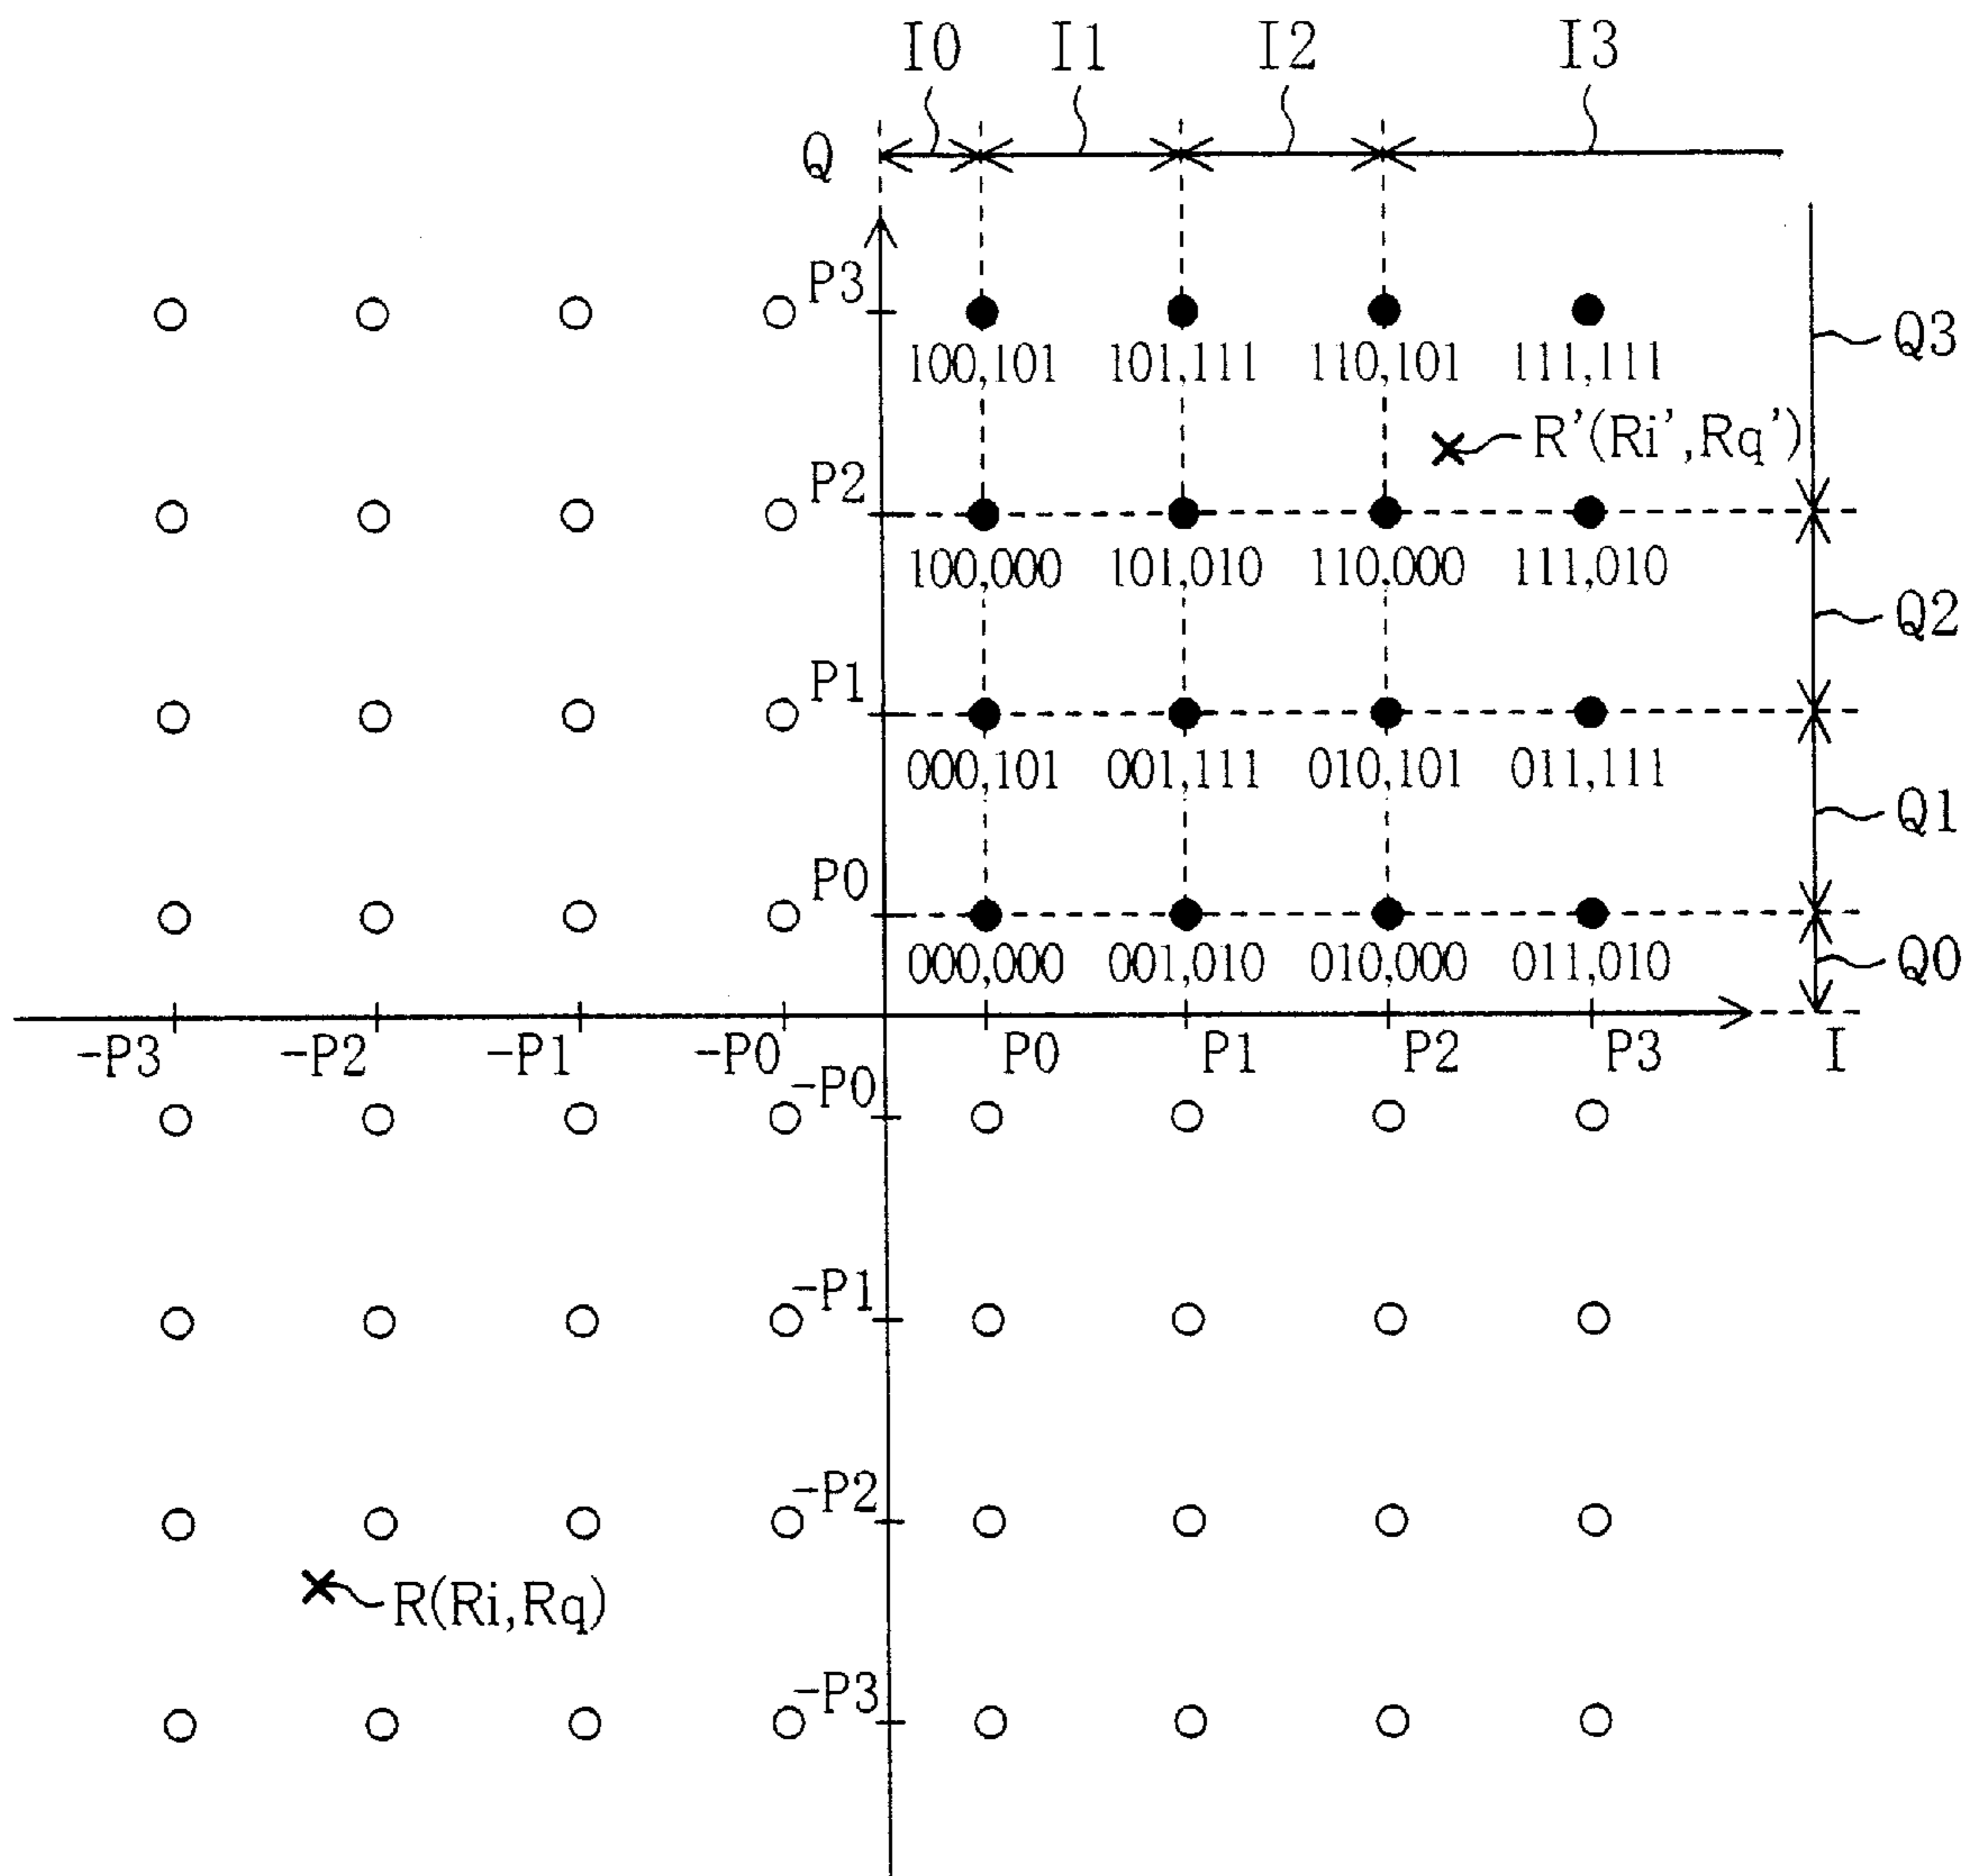 I0 I1 I2 I3
Q
P3
100,101 101,111 110,101 111,111
Q3
R'(Ri',Rq')
P2
100,000 101,010 110,000 111,010
Q2
P1
000,101 001,111 010,101 011,111
Q1
P0
000,000 001,010 010,000 011,010
Q0
-P3 -P2 -P1 -P0 P0 P1 P2 P3 I
-P0
-P1
-P2
R(Ri,Rq)
-P3